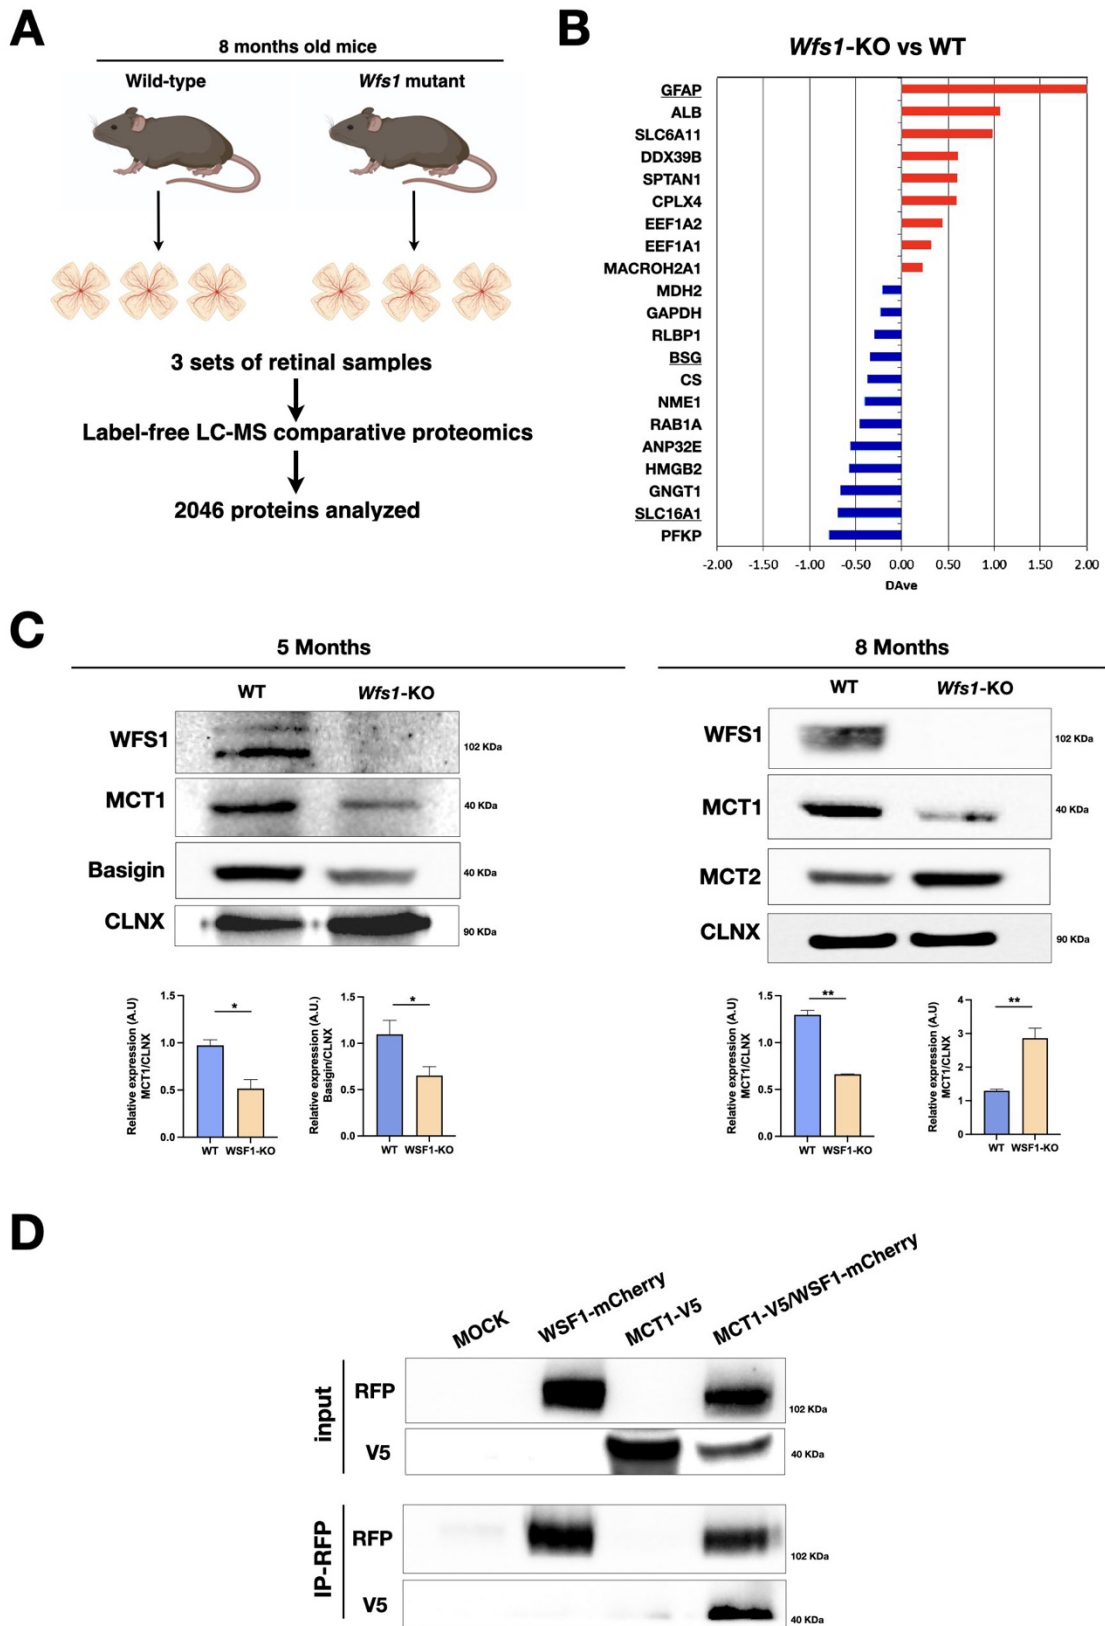 A
8 months old mice
Wild-type
Wfs1 mutant
3 sets of retinal samples
Label-free LC-MS comparative proteomics
2046 proteins analyzed
B
Wfs1-KO vs WT
GFAP
ALB
SLC6A11
DDX39B
SPTAN1
CPLX4
EEF1A2
EEF1A1
MACROH2A1
MDH2
GAPDH
RLBP1
BSG
CS
NME1
RAB1A
ANP32E
HMGB2
GNGT1
SLC16A1
PFKP
-2.00 -1.50 -1.00 -0.50 0.00 0.50 1.00 1.50 2.00
DAve
C
5 Months
WT Wfs1-KO
WFS1 102 KDa
MCT1 40 KDa
Basigin 40 KDa
CLNX 90 KDa
Relative expression (A.U)
MCT1/CLNX
1.5
1.0
0.5
0.0
*
WT WSF1-KO
Relative expression (A.U.)
Basigin/CLNX
1.5
1.0
0.5
0.0
*
WT WSF1-KO
8 Months
WT Wfs1-KO
WFS1 102 KDa
MCT1 40 KDa
MCT2
CLNX 90 KDa
Relative expression (A.U)
MCT1/CLNX
1.5
1.0
0.5
0.0
**
WT WSF1-KO
Relative expression (A.U)
MCT1/CLNX
4
3
2
1
0
**
WT WSF1-KO
D
MOCK
WSF1-mCherry
MCT1-V5
MCT1-V5/WSF1-mCherry
input
RFP 102 KDa
V5 40 KDa
IP-RFP
RFP 102 KDa
V5 40 KDa